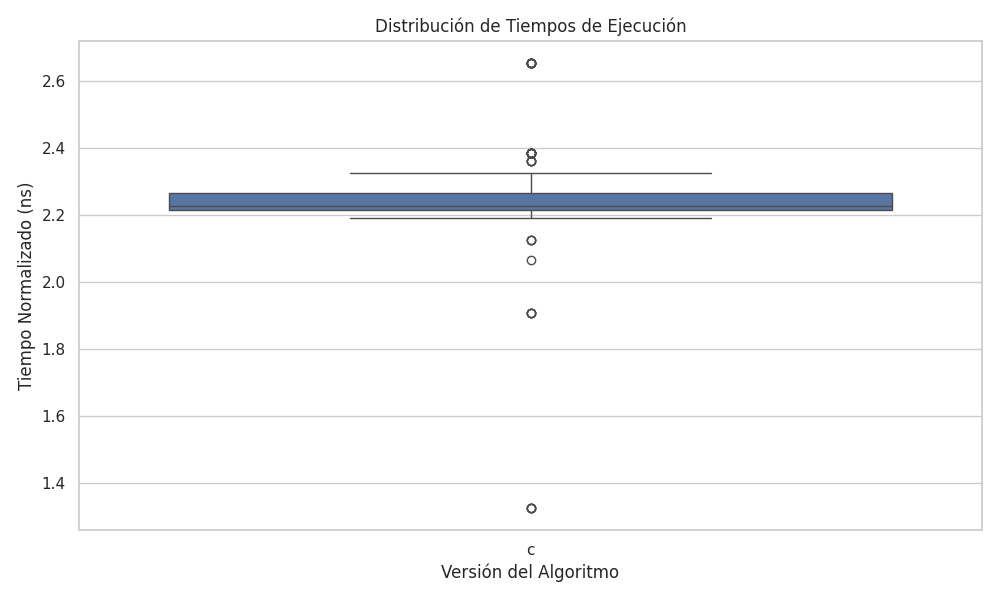 Distribución de Tiempos de Ejecución
Tiempo Normalizado (ns)
2.6
2.4
2.2
2.0
1.8
1.6
1.4
c
Versión del Algoritmo